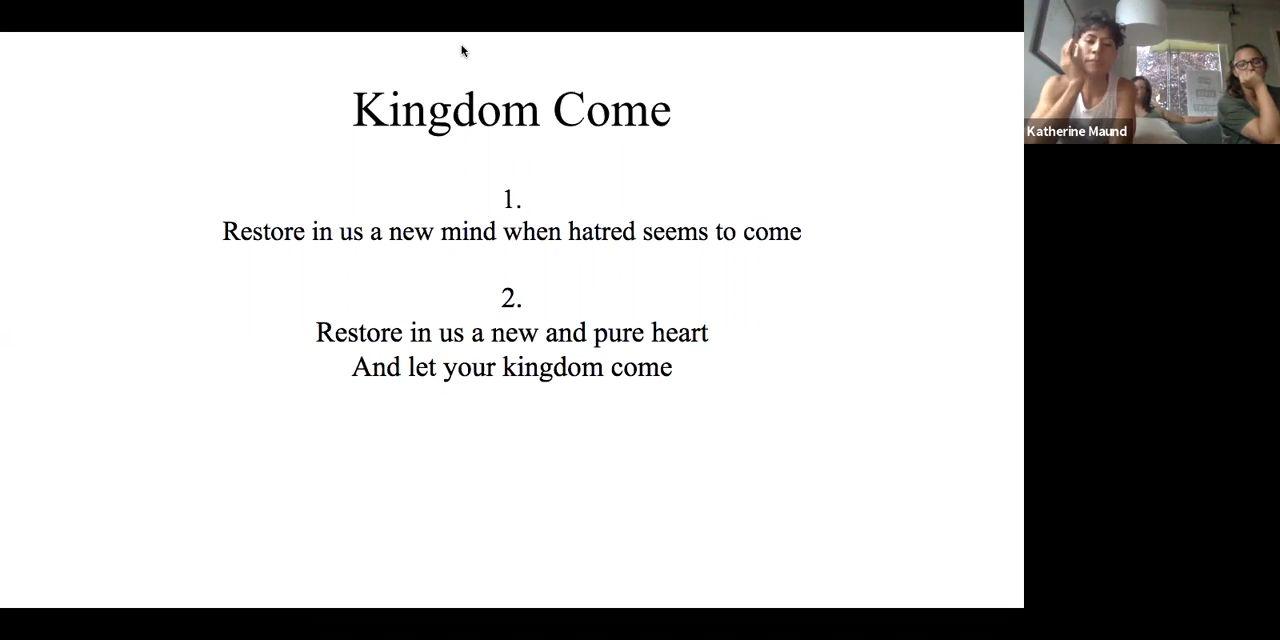 Kingdom Come
1.
Restore in us a new mind when hatred seems to come
2.
Restore in us a new and pure heart
And let your kingdom come
Katherine Maund